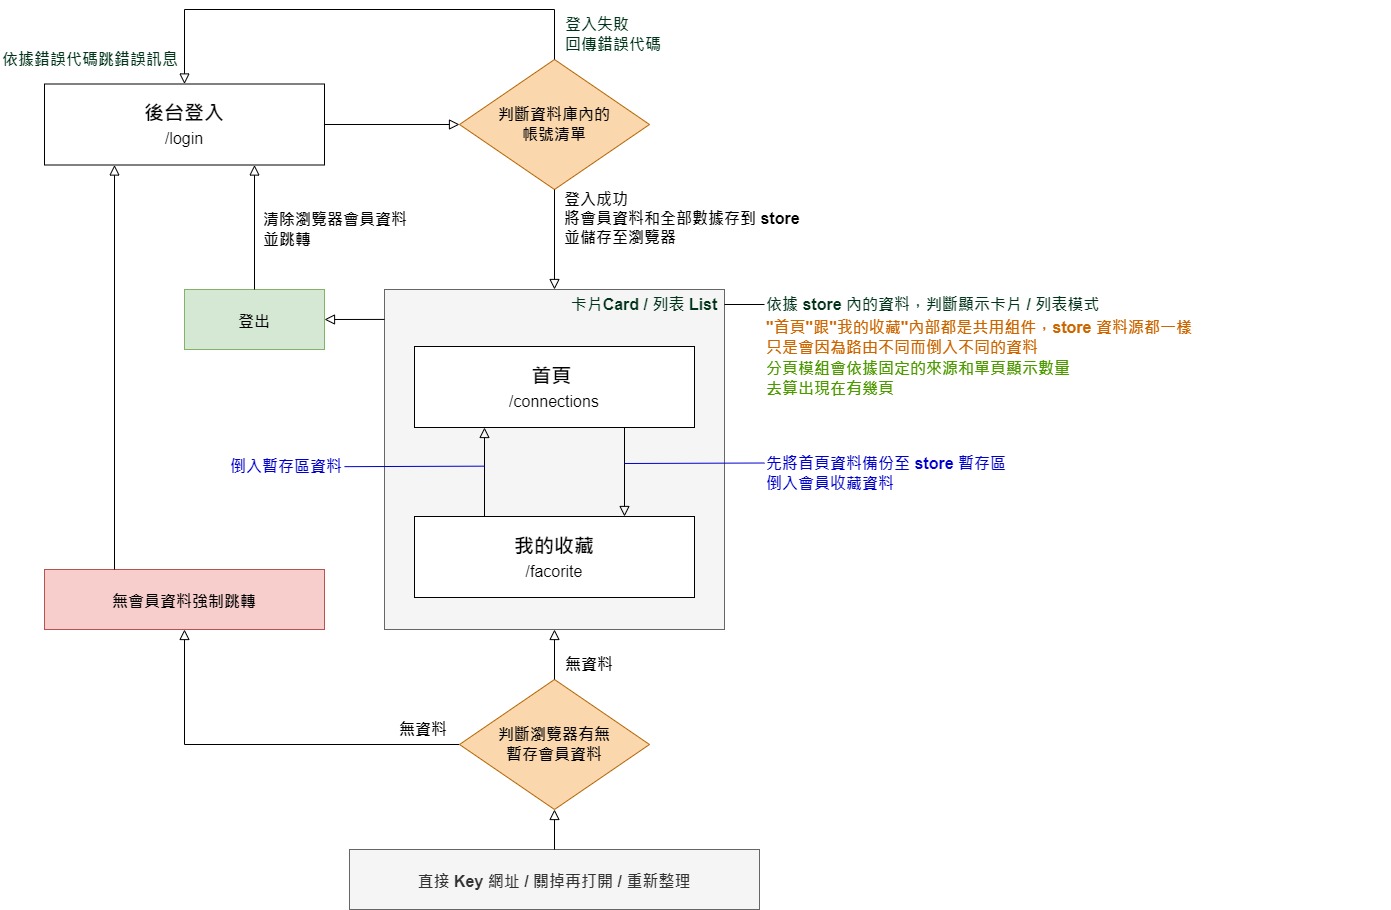 登入失敗
回傳錯誤代碼
依據錯誤代碼跳錯誤訊息
後台登入
/login
判斷資料庫內的
帳號清單
登入成功
將會員資料和全部數據存到 store
並儲存至瀏覽器
清除瀏覽器會員資料
並跳轉
登出
卡片Card / 列表 List
依據 store 內的資料，判斷顯示卡片 / 列表模式
"首頁"跟"我的收藏"內部都是共用組件，store 資料源都一樣
只是會因為路由不同而倒入不同的資料
分頁模組會依據固定的來源和單頁顯示數量
去算出現在有幾頁
首頁
/connections
倒入暫存區資料
先將首頁資料備份至 store 暫存區
倒入會員收藏資料
我的收藏
/facorite
無會員資料強制跳轉
無資料
無資料
判斷瀏覽器有無
暫存會員資料
直接 Key 網址 / 關掉再打開 / 重新整理